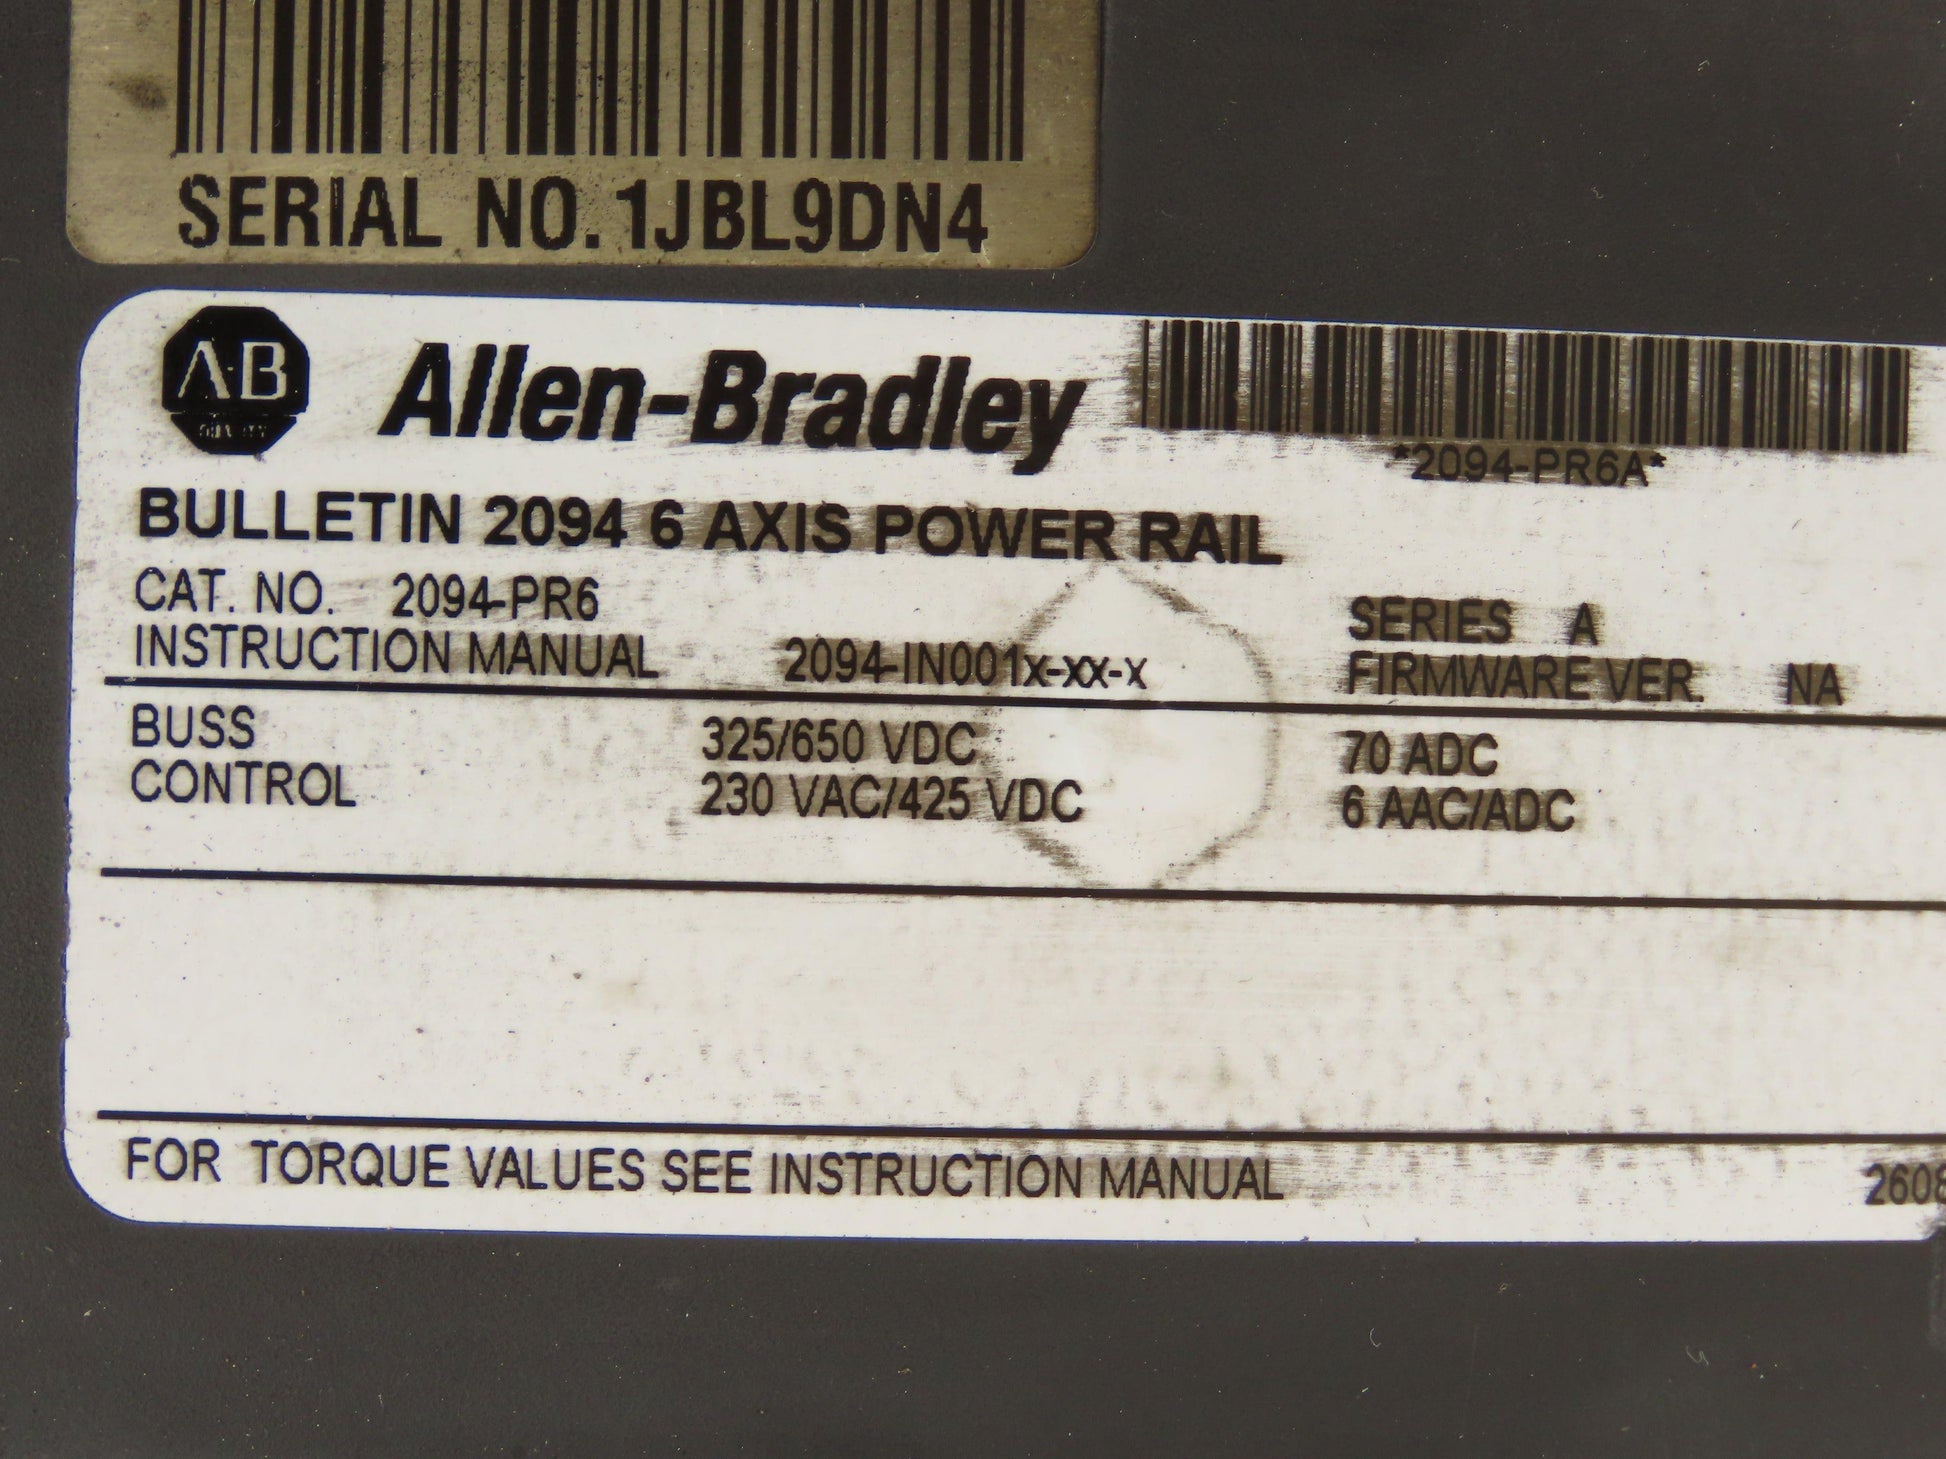 SERIAL NO. 1JBL9DN4
AB
Allen-Bradley
*2094-PR6A*
BULLETIN 2094 6 AXIS POWER RAIL
CAT. NO. 2094-PR6 SERIES A
INSTRUCTION MANUAL 2094-IN001x-xx-x FIRMWARE VER. NA
BUSS 325/650 VDC 70 ADC
CONTROL 230 VAC/425 VDC 6 AAC/ADC
FOR TORQUE VALUES SEE INSTRUCTION MANUAL